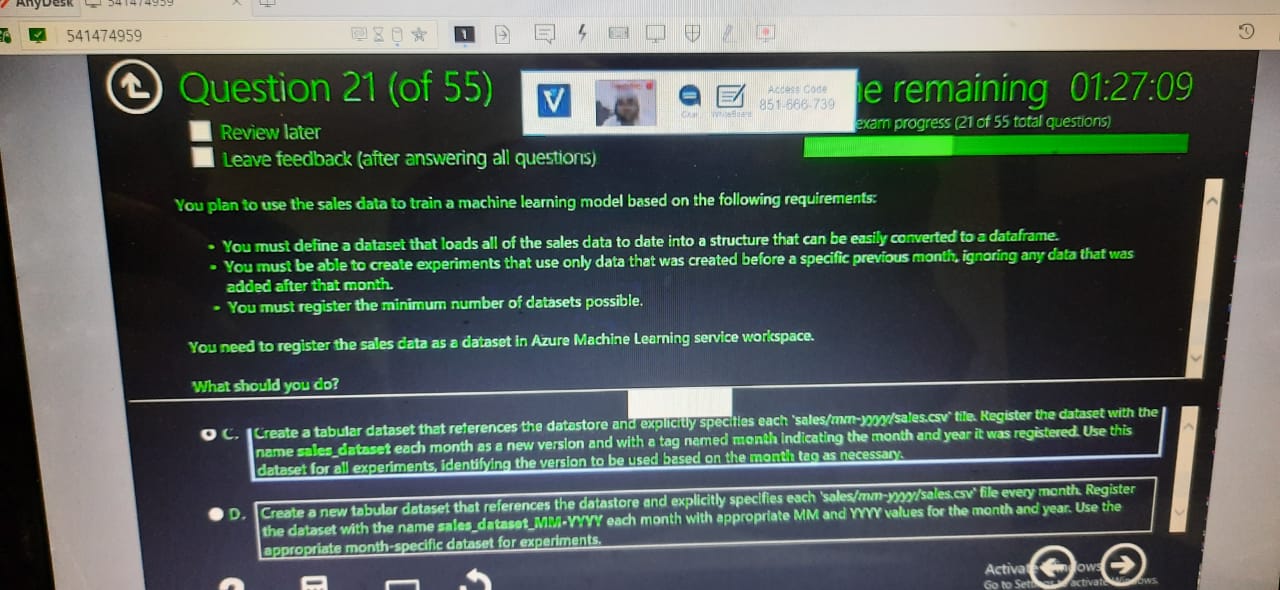 AnyDesk
541474959
541474959
1
Question 21 (of 55)
Access Code
851-666-739
Chat
WhiteBoard
e remaining 01:27:09
exam progress (21 of 55 total questions)
Review later
Leave feedback (after answering all questions)
You plan to use the sales data to train a machine learning model based on the following requirements:
• You must define a dataset that loads all of the sales data to date into a structure that can be easily converted to a dataframe.
• You must be able to create experiments that use only data that was created before a specific previous month, ignoring any data that was
added after that month.
• You must register the minimum number of datasets possible.
You need to register the sales data as a dataset in Azure Machine Learning service workspace.
What should you do?
C. Create a tabular dataset that references the datastore and explicitly specifies each 'sales/mm-yyyy/sales.csv' file. Register the dataset with the
name sales_dataset each month as a new version and with a tag named month indicating the month and year it was registered. Use this
dataset for all experiments, identifying the version to be used based on the month tag as necessary.
D. Create a new tabular dataset that references the datastore and explicitly specifies each 'sales/mm-yyyy/sales.csv' file every month. Register
the dataset with the name sales_dataset_MM-YYYY each month with appropriate MM and YYYY values for the month and year. Use the
appropriate month-specific dataset for experiments.
Activate Windows
Go to Settings to activate Windows.